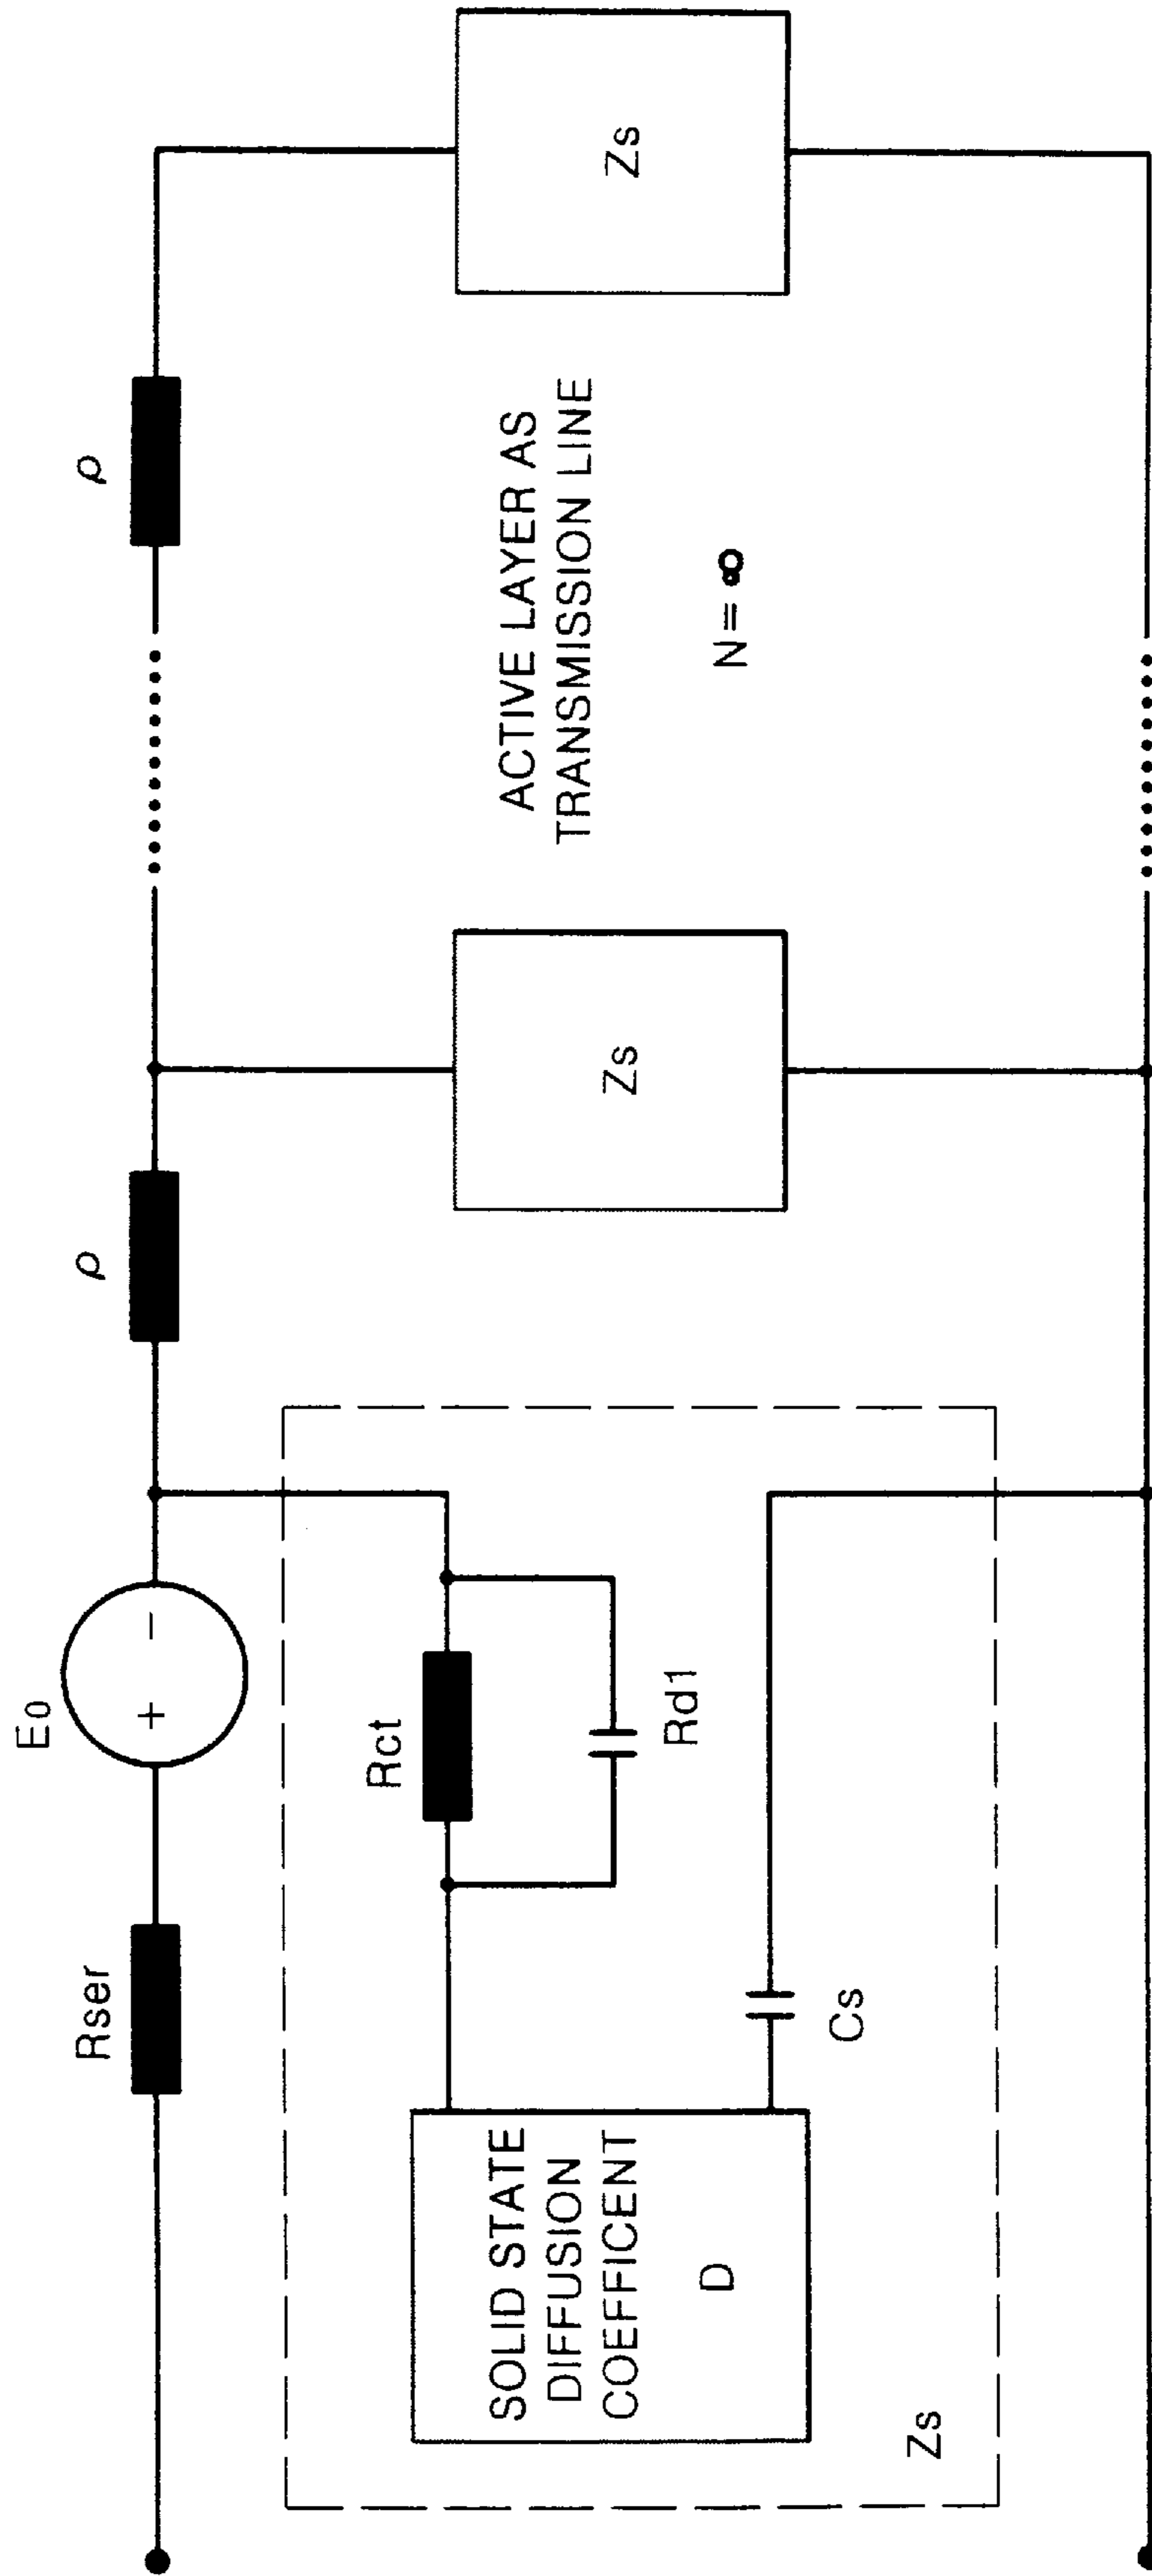 Rser
E0
+ −
ρ
ρ
Rct
Rd1
SOLID STATE
DIFFUSION
COEFFICENT
D
Cs
Zs
Zs
Zs
ACTIVE LAYER AS
TRANSMISSION LINE
N = ∞